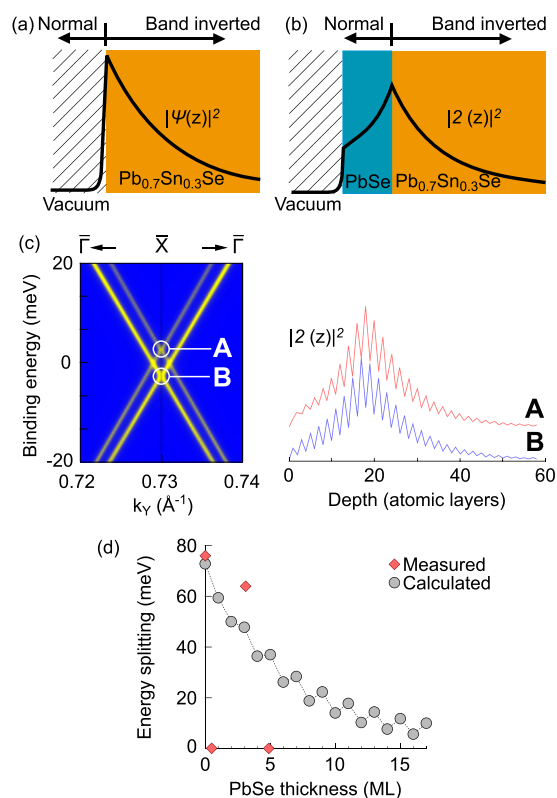 (a)
Normal
Band inverted
|Ψ(z)|²
Pb0.7Sn0.3Se
Vacuum
(b)
Normal
Band inverted
|2 (z)|²
PbSe
Pb0.7Sn0.3Se
Vacuum
(c)
Γ̅ X̅ Γ̅
Binding energy (meV)
20
0
-20
A
B
0.72 0.73 0.74
kY (Å⁻¹)
|2 (z)|²
A
B
0 20 40 60
Depth (atomic layers)
(d)
Energy splitting (meV)
80
60
40
20
0
Measured
Calculated
0 5 10 15
PbSe thickness (ML)